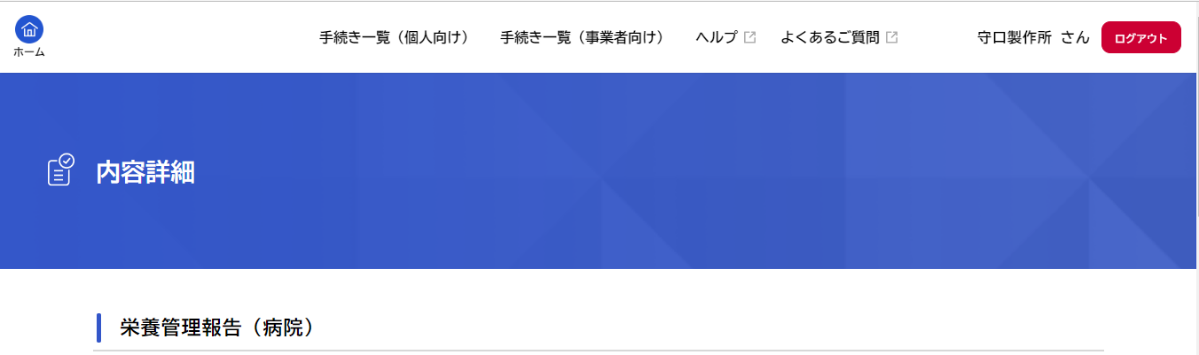 ホーム
手続き一覧（個人向け） 手続き一覧（事業者向け） ヘルプ よくあるご質問 守口製作所 さん ログアウト
内容詳細
栄養管理報告（病院）